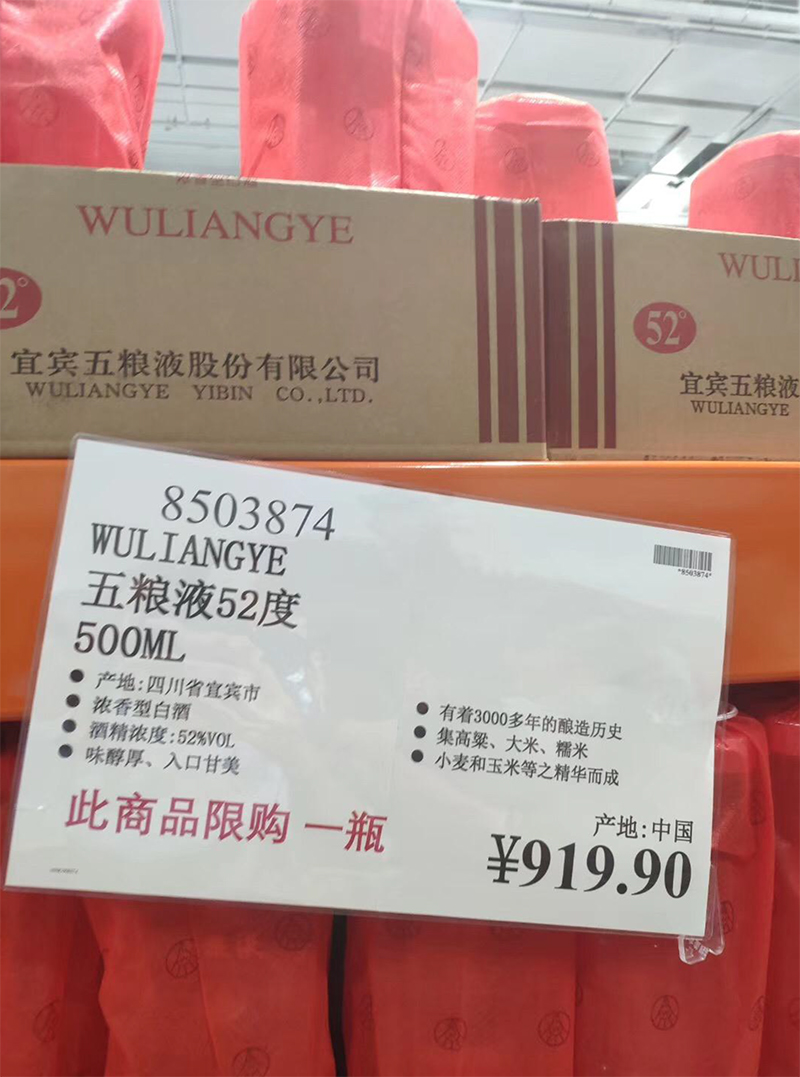 WULIANGYE
2°
宜宾五粮液股份有限公司
WULIANGYE YIBIN CO.,LTD.
WULI
52°
宜宾五粮液
WULIANGYE
8503874
WULIANGYE
五粮液52度
500ML
● 产地:四川省宜宾市
● 浓香型白酒
● 酒精浓度:52%VOL
● 味醇厚、入口甘美
此商品限购 一瓶
*8503874*
● 有着3000多年的酿造历史
● 集高粱、大米、糯米
● 小麦和玉米等之精华而成
产地:中国
¥919.90